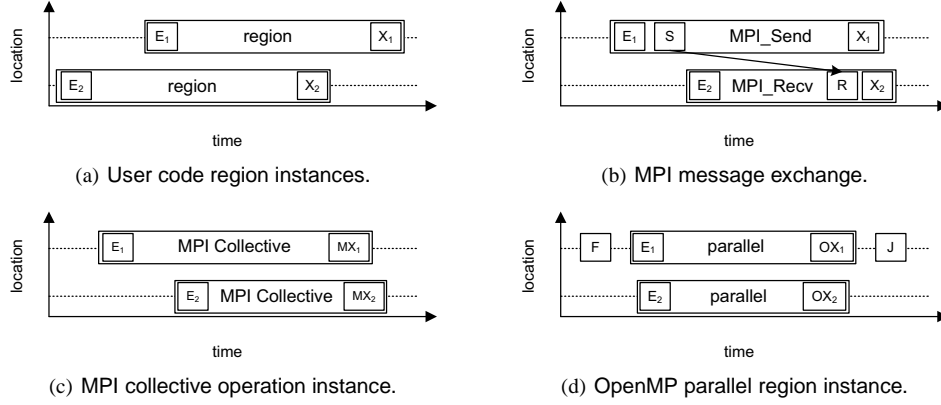 location
E₁ region X₁
E₂ region X₂
time
(a) User code region instances.
location
E₁ S MPI_Send X₁
E₂ MPI_Recv R X₂
time
(b) MPI message exchange.
location
E₁ MPI Collective MX₁
E₂ MPI Collective MX₂
time
(c) MPI collective operation instance.
location
F E₁ parallel OX₁ J
E₂ parallel OX₂
time
(d) OpenMP parallel region instance.